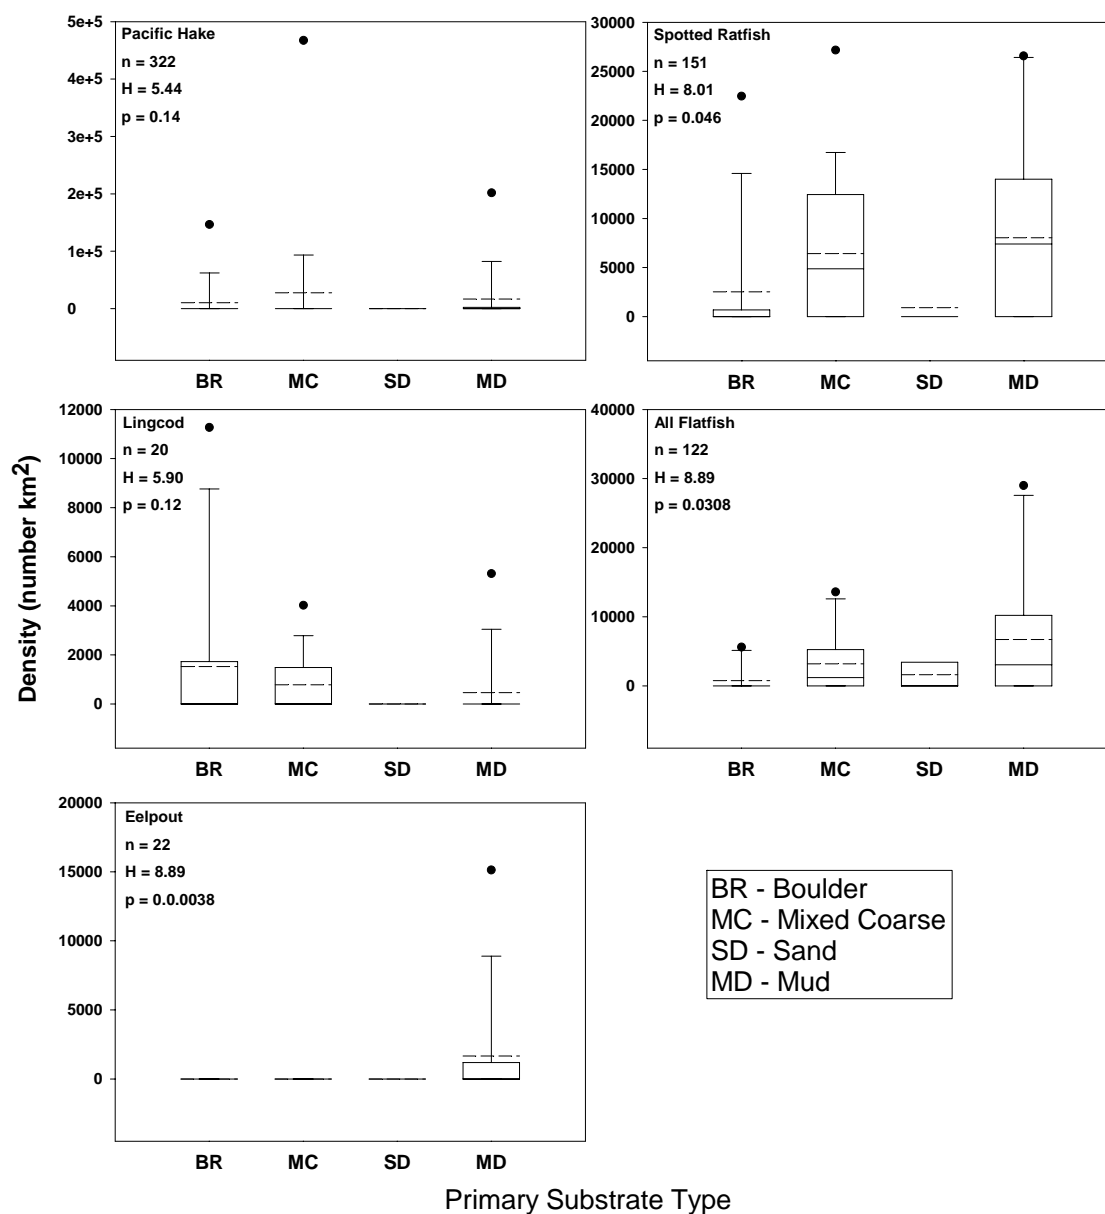 Density (number km²)
5e+5
4e+5
3e+5
2e+5
1e+5
0
Pacific Hake
n = 322
H = 5.44
p = 0.14
BR MC SD MD
30000
25000
20000
15000
10000
5000
0
Spotted Ratfish
n = 151
H = 8.01
p = 0.046
BR MC SD MD
12000
10000
8000
6000
4000
2000
0
Lingcod
n = 20
H = 5.90
p = 0.12
BR MC SD MD
40000
30000
20000
10000
0
All Flatfish
n = 122
H = 8.89
p = 0.0308
BR MC SD MD
20000
15000
10000
5000
0
Eelpout
n = 22
H = 8.89
p = 0.0.0038
BR MC SD MD
BR - Boulder
MC - Mixed Coarse
SD - Sand
MD - Mud
Primary Substrate Type